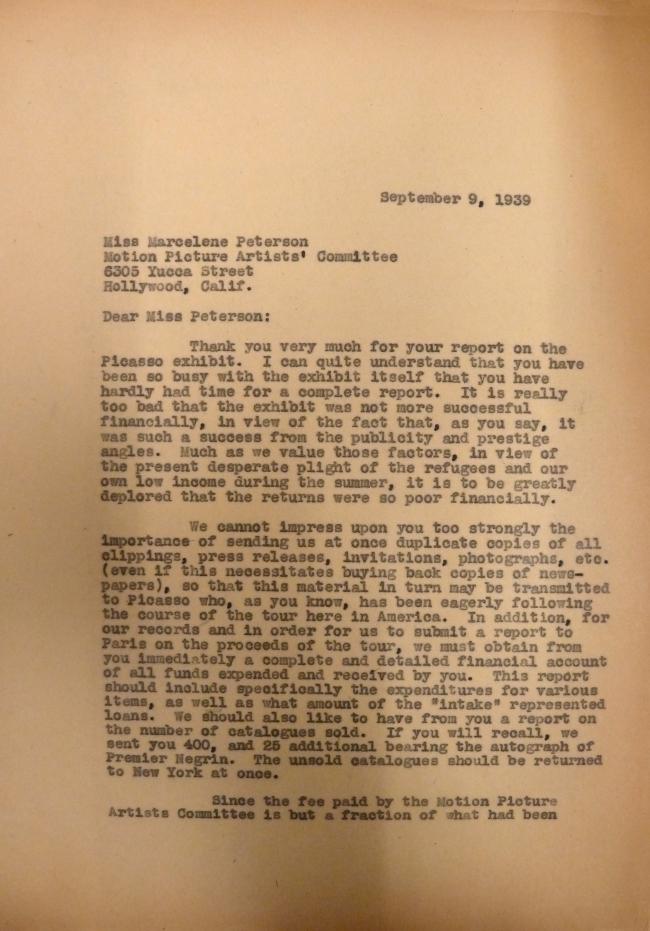 September 9, 1939
Miss Marcelene Peterson
Motion Picture Artists' Committee
6305 Yucca Street
Hollywood, Calif.
Dear Miss Peterson:
Thank you very much for your report on the
Picasso exhibit. I can quite understand that you have
been so busy with the exhibit itself that you have
hardly had time for a complete report. It is really
too bad that the exhibit was not more successful
financially, in view of the fact that, as you say, it
was such a success from the publicity and prestige
angles. Much as we value those factors, in view of
the present desperate plight of the refugees and our
own low income during the summer, it is to be greatly
deplored that the returns were so poor financially.
We cannot impress upon you too strongly the
importance of sending us at once duplicate copies of all
clippings, press releases, invitations, photographs, etc.
(even if this necessitates buying back copies of news-
papers), so that this material in turn may be transmitted
to Picasso who, as you know, has been eagerly following
the course of the tour here in America. In addition, for
our records and in order for us to submit a report to
Paris on the proceeds of the tour, we must obtain from
you immediately a complete and detailed financial account
of all funds expended and received by you. This report
should include specifically the expenditures for various
items, as well as what amount of the "intake" represented
loans. We should also like to have from you a report on
the number of catalogues sold. If you will recall, we
sent you 400, and 25 additional bearing the autograph of
Premier Negrin. The unsold catalogues should be returned
to New York at once.
Since the fee paid by the Motion Picture
Artists Committee is but a fraction of what had been